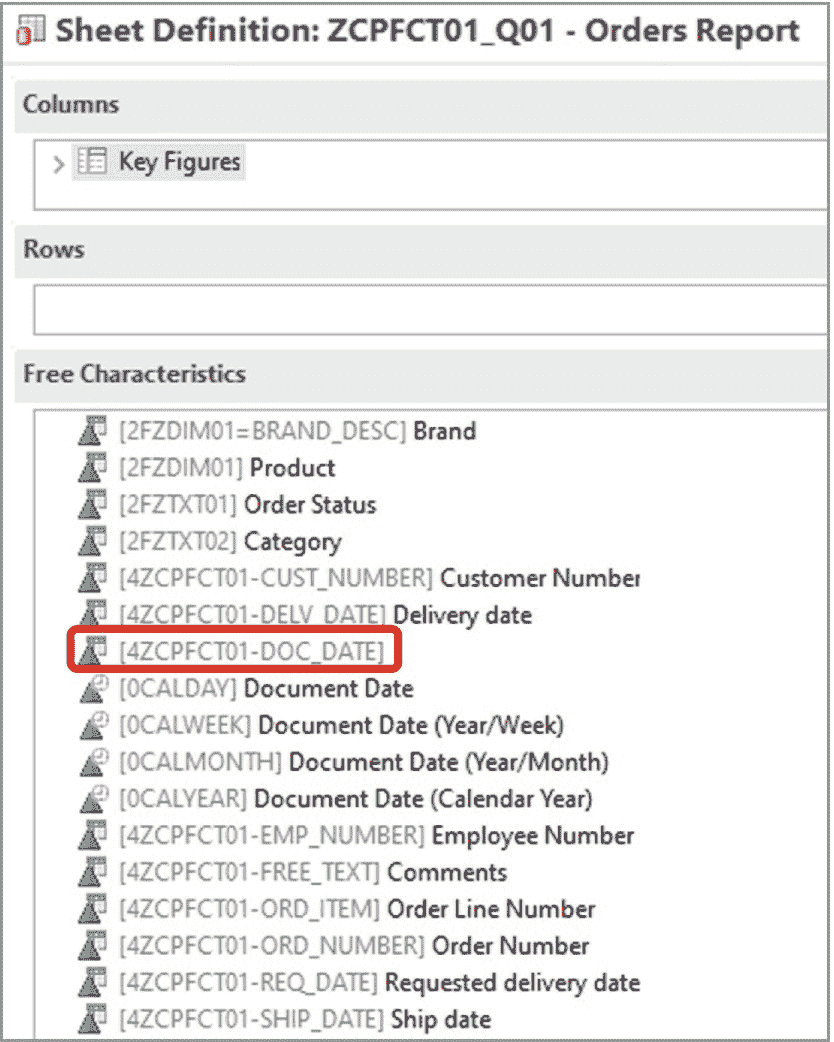 Sheet Definition: ZCPFCT01_Q01 - Orders Report
Columns
Key Figures
Rows
Free Characteristics
[2FZDIM01=BRAND_DESC] Brand
[2FZDIM01] Product
[2FZTXT01] Order Status
[2FZTXT02] Category
[4ZCPFCT01-CUST_NUMBER] Customer Number
[4ZCPFCT01-DELV_DATE] Delivery date
[4ZCPFCT01-DOC_DATE]
[0CALDAY] Document Date
[0CALWEEK] Document Date (Year/Week)
[0CALMONTH] Document Date (Year/Month)
[0CALYEAR] Document Date (Calendar Year)
[4ZCPFCT01-EMP_NUMBER] Employee Number
[4ZCPFCT01-FREE_TEXT] Comments
[4ZCPFCT01-ORD_ITEM] Order Line Number
[4ZCPFCT01-ORD_NUMBER] Order Number
[4ZCPFCT01-REQ_DATE] Requested delivery date
[4ZCPFCT01-SHIP_DATE] Ship date